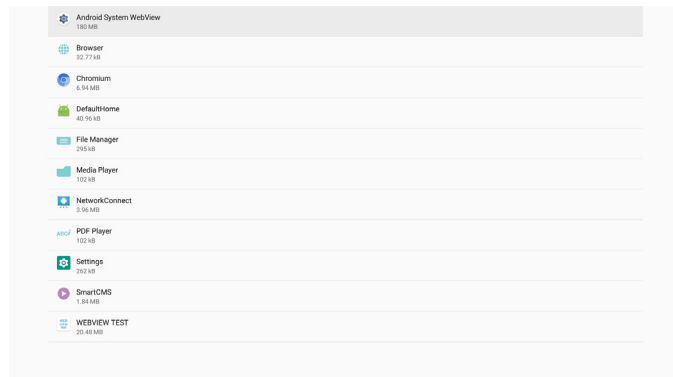 Android System WebView
180 MB
Browser
32.77 kB
Chromium
6.94 MB
DefaultHome
40.96 kB
File Manager
295 kB
Media Player
102 kB
NetworkConnect
3.96 MB
PDF Player
102 kB
Settings
262 kB
SmartCMS
1.84 MB
WEBVIEW TEST
20.48 MB